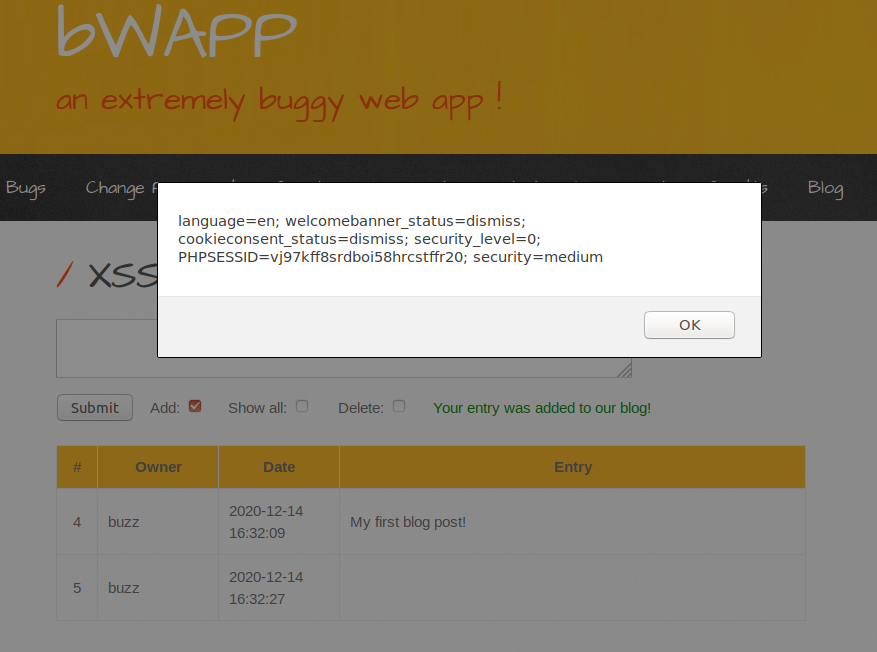 bWAPP
an extremely buggy web app !
Bugs Change Blog
language=en; welcomebanner_status=dismiss;
cookieconsent_status=dismiss; security_level=0;
PHPSESSID=vj97kff8srdboi58hrcstffr20; security=medium
OK
/ XSS
Submit Add: Show all: Delete: Your entry was added to our blog!
# Owner Date Entry
4 buzz 2020-12-14 16:32:09 My first blog post!
5 buzz 2020-12-14 16:32:27